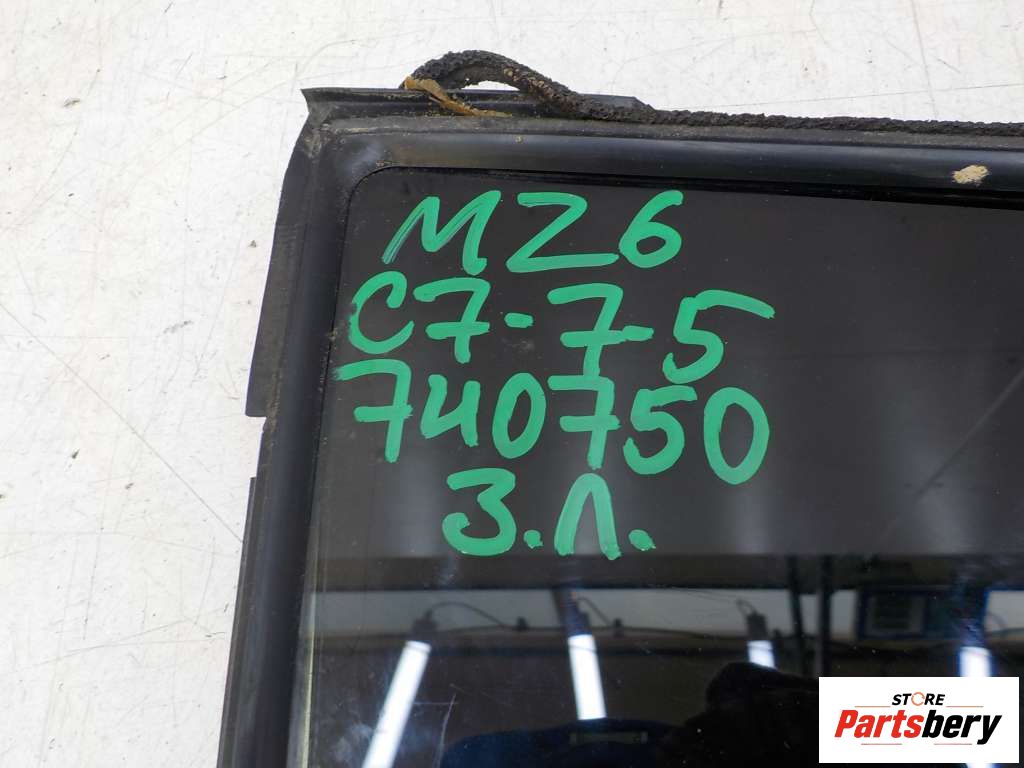 MZ6
C7-7-5
740750
З.Л.
STORE
Partsbery